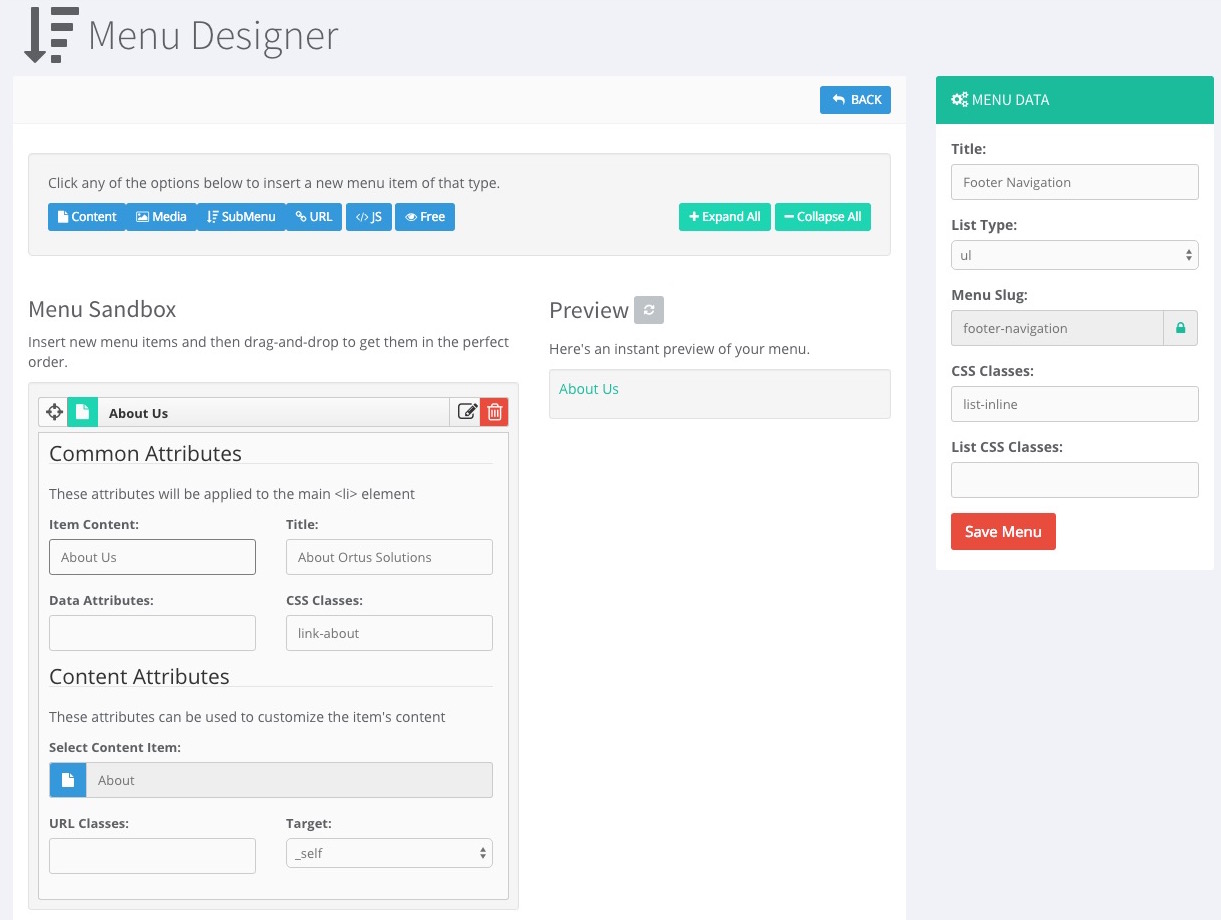 Menu Designer
BACK
Click any of the options below to insert a new menu item of that type.
Content Media SubMenu URL </> JS Free + Expand All − Collapse All
Menu Sandbox
Insert new menu items and then drag-and-drop to get them in the perfect
order.
About Us
Common Attributes
These attributes will be applied to the main <li> element
Item Content: Title:
About Us About Ortus Solutions
Data Attributes: CSS Classes:
link-about
Content Attributes
These attributes can be used to customize the item's content
Select Content Item:
About
URL Classes: Target:
_self
Preview
Here's an instant preview of your menu.
About Us
MENU DATA
Title:
Footer Navigation
List Type:
ul
Menu Slug:
footer-navigation
CSS Classes:
list-inline
List CSS Classes:
Save Menu